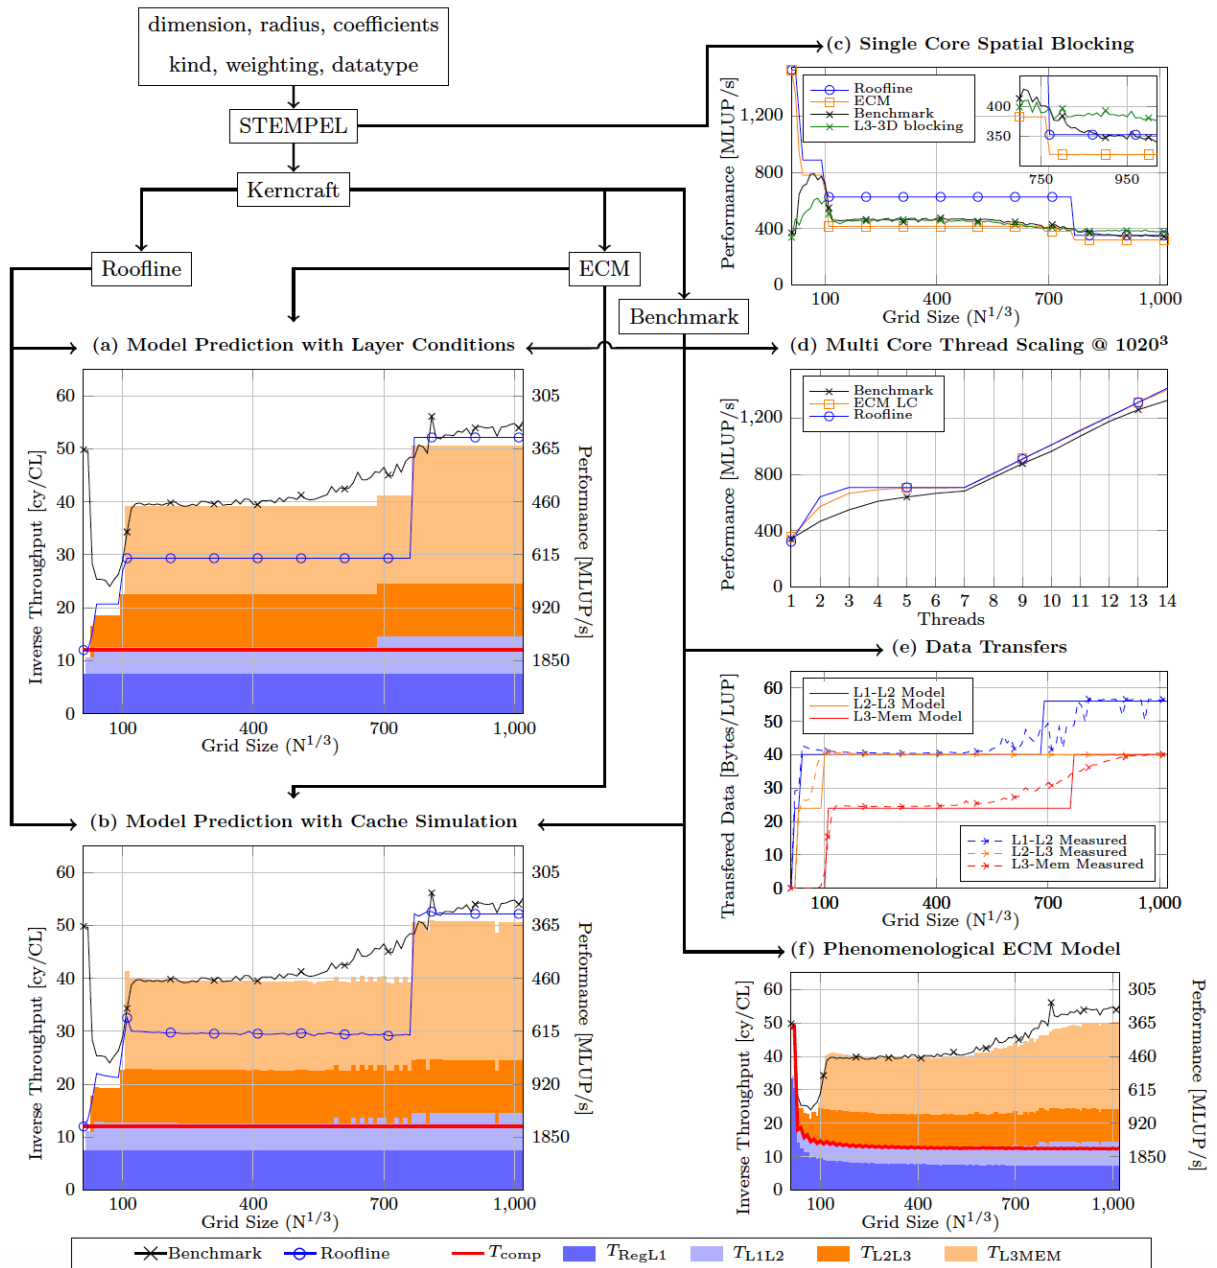 dimension, radius, coefficients
kind, weighting, datatype
STEMPEL
Kerncraft
Roofline
ECM
Benchmark
(c) Single Core Spatial Blocking
Performance [MLUP/s]
1,200
800
400
0
Roofline
ECM
Benchmark
L3-3D blocking
400
350
750 950
100 400 700 1,000
Grid Size (N1/3)
(a) Model Prediction with Layer Conditions
Inverse Throughput [cy/CL]
60
50
40
30
20
10
0
305
365
460
615
920
1850
Performance [MLUP/s]
100 400 700 1,000
Grid Size (N1/3)
(d) Multi Core Thread Scaling @ 1020³
Performance [MLUP/s]
1,200
800
400
0
Benchmark
ECM LC
Roofline
1 2 3 4 5 6 7 8 9 10 11 12 13 14
Threads
(e) Data Transfers
Transfered Data [Bytes/LUP]
60
50
40
30
20
10
0
L1-L2 Model
L2-L3 Model
L3-Mem Model
L1-L2 Measured
L2-L3 Measured
L3-Mem Measured
100 400 700 1,000
Grid Size (N1/3)
(b) Model Prediction with Cache Simulation
Inverse Throughput [cy/CL]
60
50
40
30
20
10
0
305
365
460
615
920
1850
Performance [MLUP/s]
100 400 700 1,000
Grid Size (N1/3)
(f) Phenomenological ECM Model
Inverse Throughput [cy/CL]
60
50
40
30
20
10
0
305
365
460
615
920
1850
Performance [MLUP/s]
100 400 700 1,000
Grid Size (N1/3)
Benchmark Roofline Tcomp TRegL1 TL1L2 TL2L3 TL3MEM